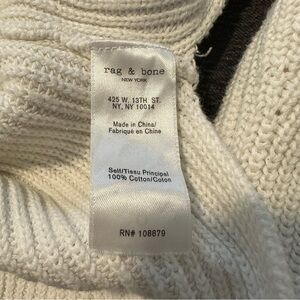 rag & bone
NEW YORK
425 W. 13TH ST.
NY, NY 10014
Made in China/
Fabriqué en Chine
Self/Tissu Principal
100% Cotton/Coton
RN# 108879